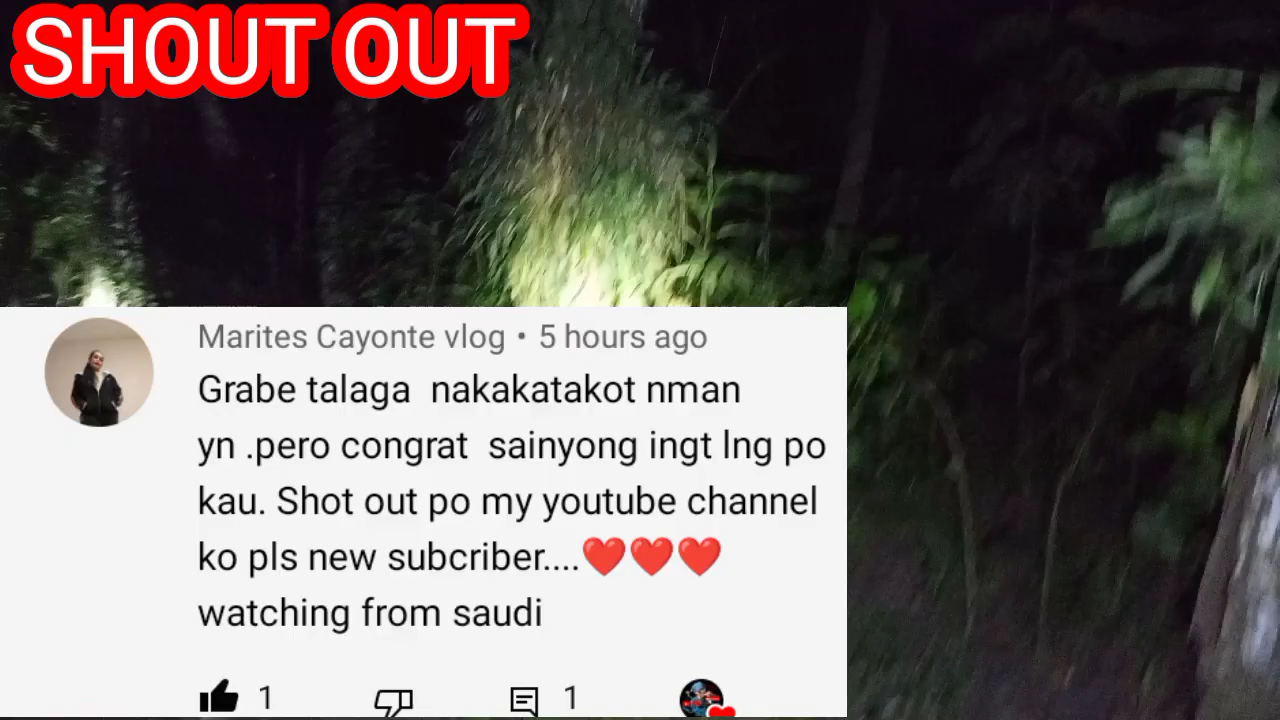 SHOUT OUT
Marites Cayonte vlog • 5 hours ago
Grabe talaga nakakatakot nman
yn .pero congrat sainyong ingt lng po
kau. Shot out po my youtube channel
ko pls new subcriber....❤️❤️❤️
watching from saudi
1 1